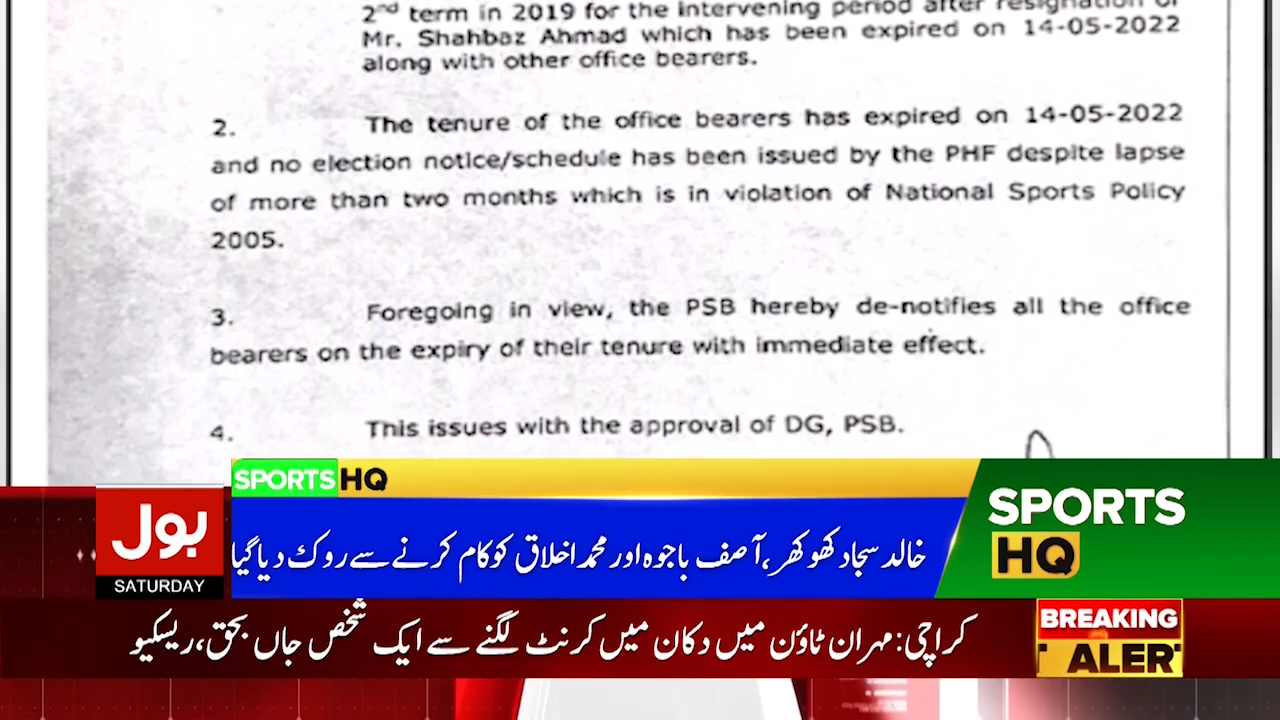 2nd term in 2019 for the intervening period after resignation of
Mr. Shahbaz Ahmad which has been expired on 14-05-2022
along with other office bearers.
2. The tenure of the office bearers has expired on 14-05-2022
and no election notice/schedule has been issued by the PHF despite lapse
of more than two months which is in violation of National Sports Policy
2005.
3. Foregoing in view, the PSB hereby de-notifies all the office
bearers on the expiry of their tenure with immediate effect.
4. This issues with the approval of DG, PSB.
SPORTS HQ
SPORTS
HQ
بول
SATURDAY
خالد سجاد کھوکھر، آصف باجوہ اور محمد اخلاق کو کام کرنے سے روک دیا گیا
BREAKING
ALERT
کراچی: مہران ٹاؤن میں دکان میں کرنٹ لگنے سے ایک شخص جاں بحق، ریسکیو